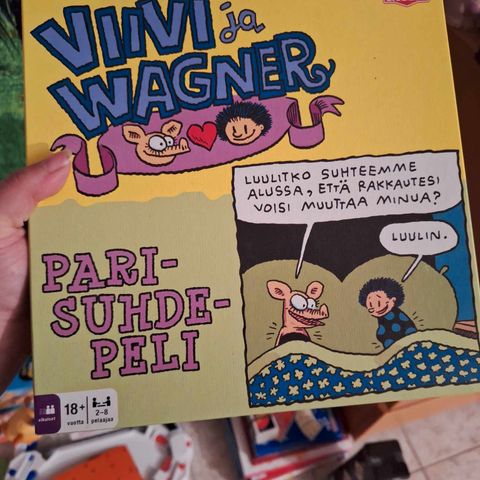 VIIVI ja
WAGNER
LUULITKO SUHTEEMME
ALUSSA, ETTÄ RAKKAUTESI
VOISI MUUTTAA MINUA?
LUULIN.
PARI-
SUHDE-
PELI
aikuiset
18+
vuotta
2-8
pelaajaa